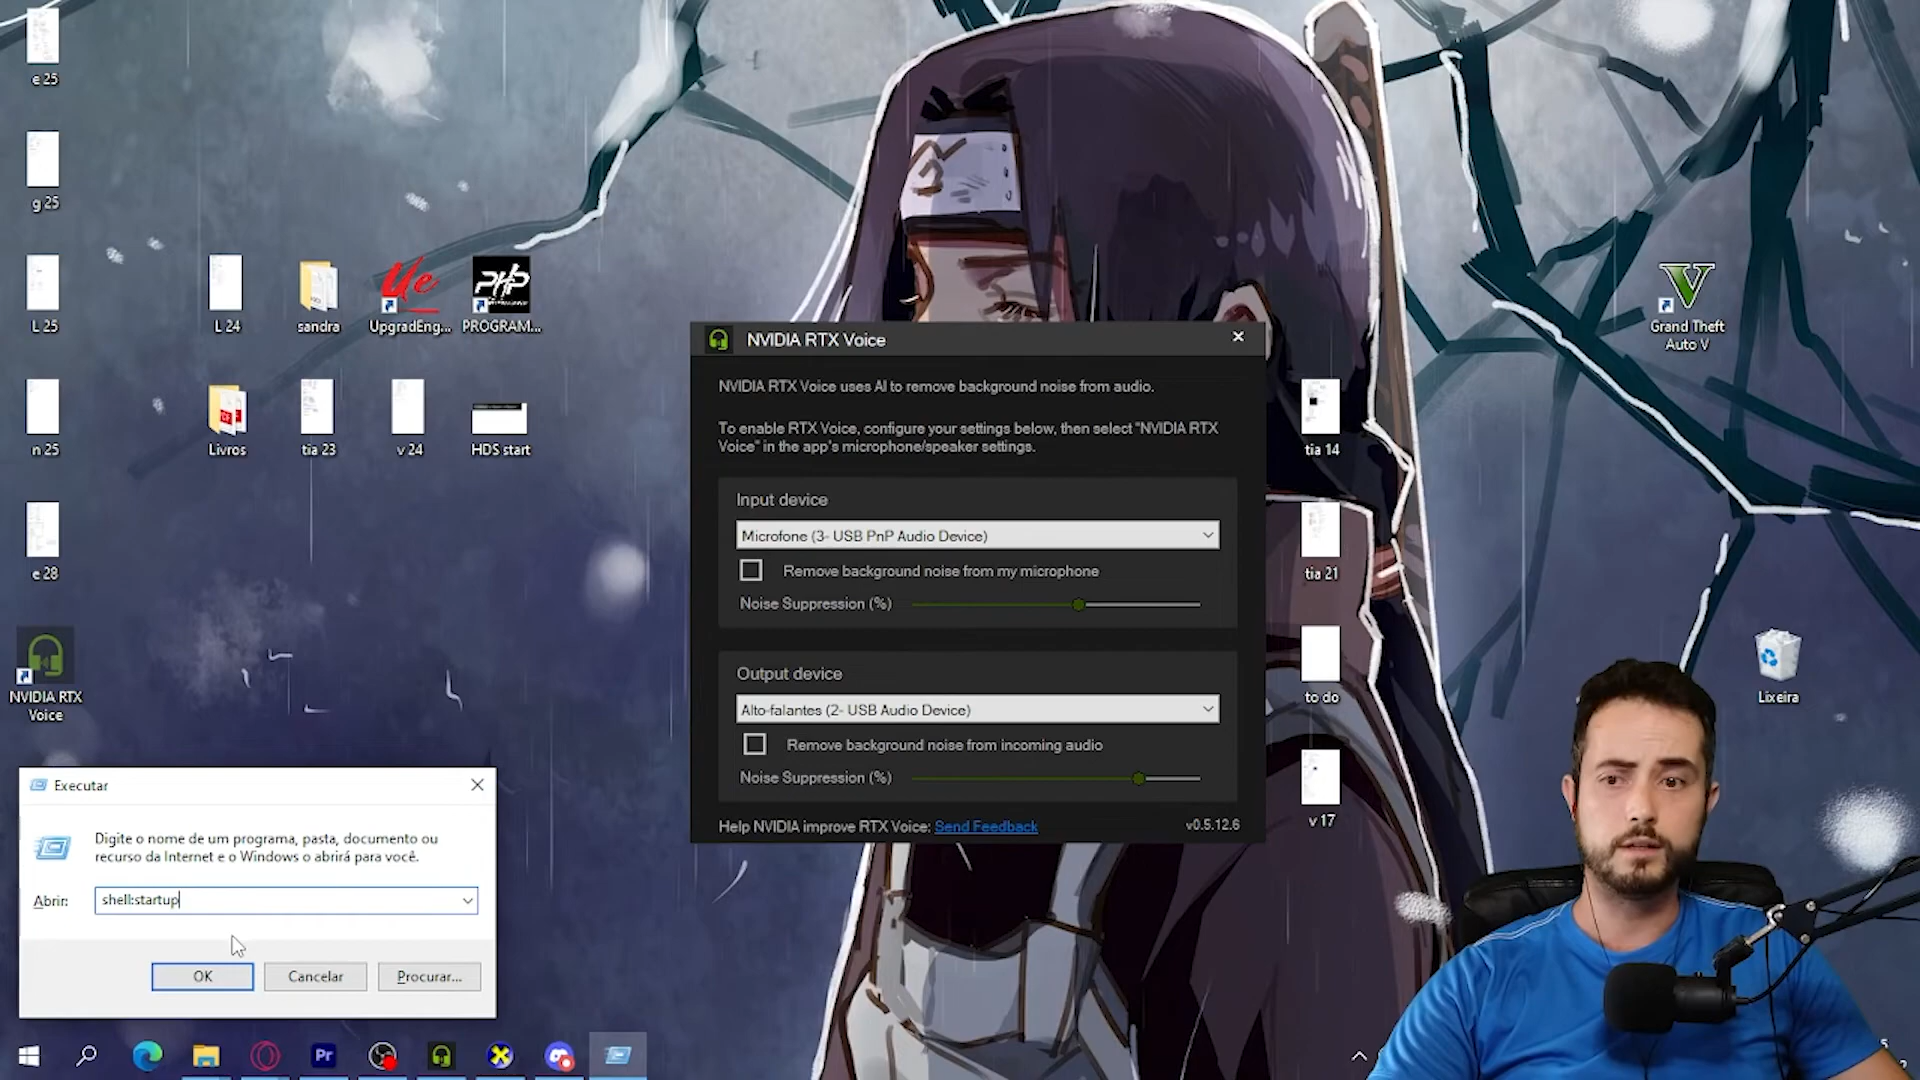 e 25
g 25
L 25
L 24
sandra
UpgradEng...
PROGRAM...
PHP
n 25
Livros
tia 23
v 24
HDS start
e 28
NVIDIA RTX
Voice
Grand Theft
Auto V
tia 14
tia 21
to do
v 17
Lixeira
NVIDIA RTX Voice
NVIDIA RTX Voice uses AI to remove background noise from audio.
To enable RTX Voice, configure your settings below, then select "NVIDIA RTX
Voice" in the app's microphone/speaker settings.
Input device
Microfone (3- USB PnP Audio Device)
Remove background noise from my microphone
Noise Suppression (%)
Output device
Alto-falantes (2- USB Audio Device)
Remove background noise from incoming audio
Noise Suppression (%)
Help NVIDIA improve RTX Voice: Send Feedback
v0.5.12.6
Executar
Digite o nome de um programa, pasta, documento ou
recurso da Internet e o Windows o abrirá para você.
Abrir:
shell:startup
OK
Cancelar
Procurar...
Pr